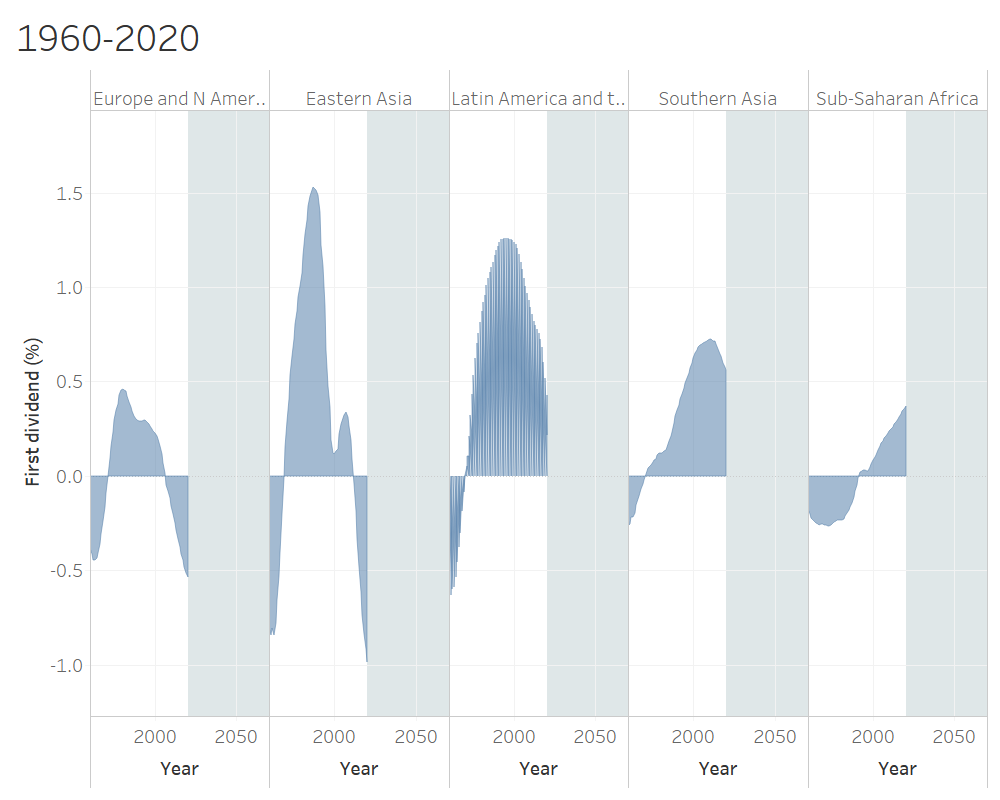 1960-2020
Europe and N Amer..
Eastern Asia
Latin America and t..
Southern Asia
Sub-Saharan Africa
First dividend (%)
1.5
1.0
0.5
0.0
-0.5
-1.0
2000 2050 2000 2050 2000 2050 2000 2050 2000 2050
Year Year Year Year Year